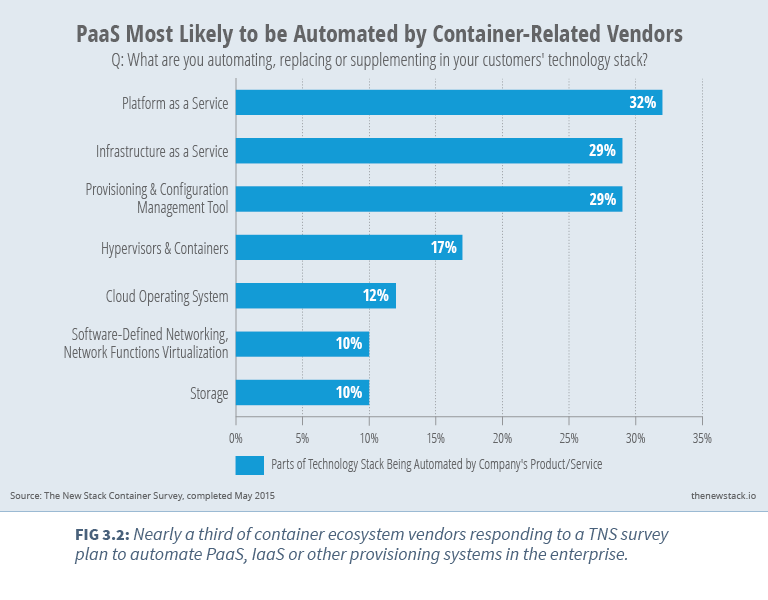 PaaS Most Likely to be Automated by Container-Related Vendors
Q: What are you automating, replacing or supplementing in your customers' technology stack?
Platform as a Service
32%
Infrastructure as a Service
29%
Provisioning & Configuration
Management Tool
29%
Hypervisors & Containers
17%
Cloud Operating System
12%
Software-Defined Networking,
Network Functions Virtualization
10%
Storage
10%
0% 5% 10% 15% 20% 25% 30% 35%
Parts of Technology Stack Being Automated by Company's Product/Service
Source: The New Stack Container Survey, completed May 2015
thenewstack.io
FIG 3.2: Nearly a third of container ecosystem vendors responding to a TNS survey
plan to automate PaaS, IaaS or other provisioning systems in the enterprise.